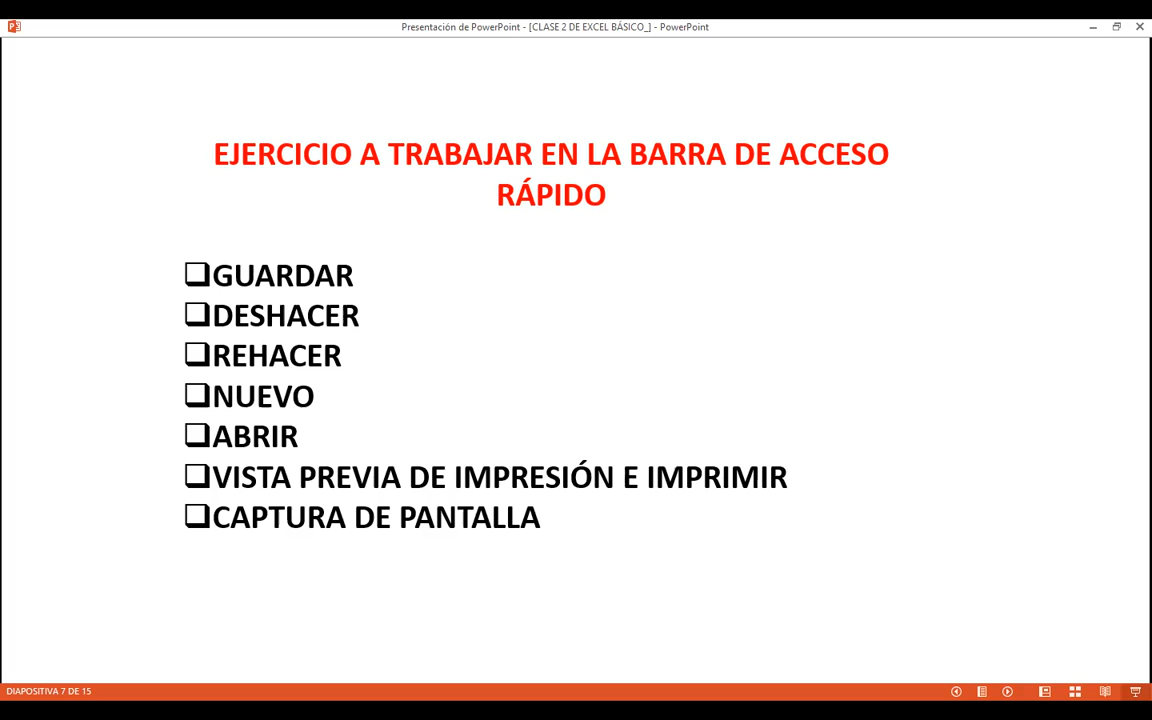 Presentación de PowerPoint - [CLASE 2 DE EXCEL BÁSICO_] - PowerPoint
EJERCICIO A TRABAJAR EN LA BARRA DE ACCESO
RÁPIDO
❑GUARDAR
❑DESHACER
❑REHACER
❑NUEVO
❑ABRIR
❑VISTA PREVIA DE IMPRESIÓN E IMPRIMIR
❑CAPTURA DE PANTALLA
DIAPOSITIVA 7 DE 15